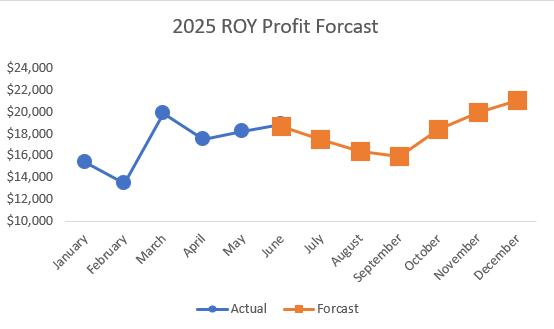 2025 ROY Profit Forcast
$24,000
$22,000
$20,000
$18,000
$16,000
$14,000
$12,000
$10,000
January
February
March
April
May
June
July
August
September
October
November
December
Actual Forcast